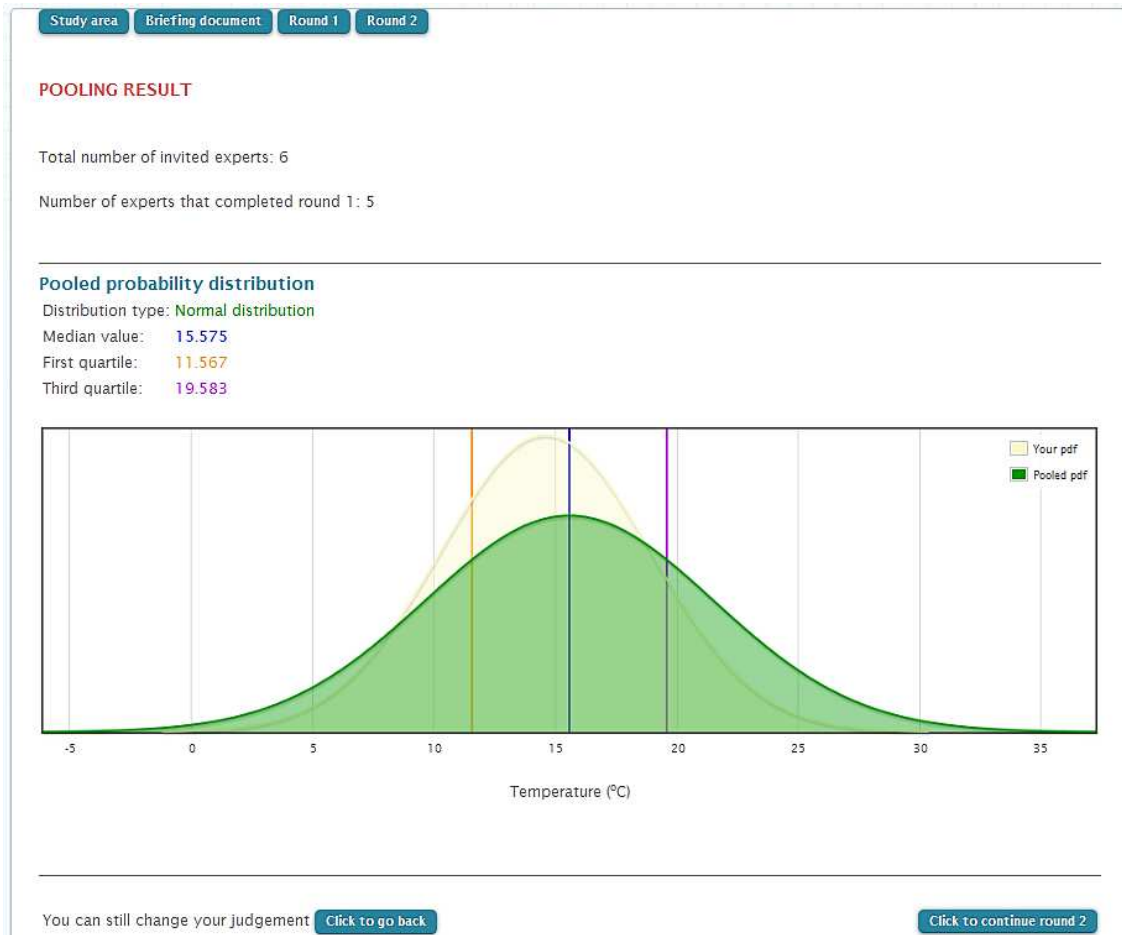 Study area Briefing document Round 1 Round 2
POOLING RESULT
Total number of invited experts: 6
Number of experts that completed round 1: 5
Pooled probability distribution
Distribution type: Normal distribution
Median value: 15.575
First quartile: 11.567
Third quartile: 19.583
Your pdf
Pooled pdf
-5 0 5 10 15 20 25 30 35
Temperature (⁰C)
You can still change your judgement Click to go back Click to continue round 2